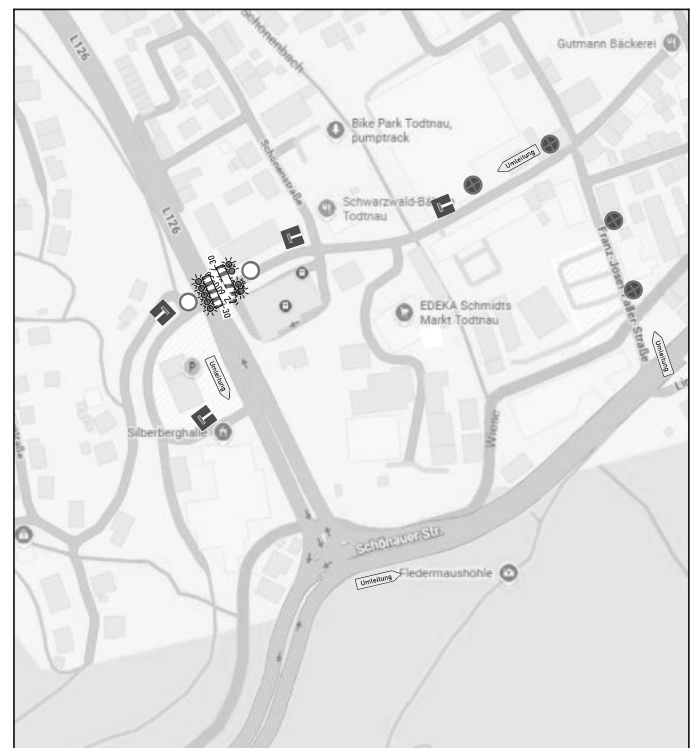 L126
Schönenbach
Gutmann Bäckerei
Bike Park Todtnau,
pumptrack
Umleitung
Schönenstraße
Schwarzwald-Bä
Todtnau
L126
Franz-Josef-Faller-Straße
EDEKA Schmidts
Markt Todtnau
P
Umleitung
Umleitung
Silberberghalle
Wiese
Schönauer Str.
Umleitung
Fledermaushöhle